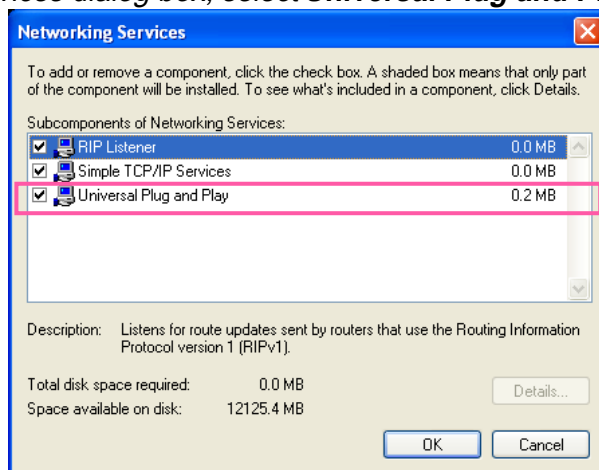 dialog box, select
Networking Services
To add or remove a component, click the check box. A shaded box means that only part
of the component will be installed. To see what's included in a component, click Details.
Subcomponents of Networking Services:
RIP Listener 0.0 MB
Simple TCP/IP Services 0.0 MB
Universal Plug and Play 0.2 MB
Description: Listens for route updates sent by routers that use the Routing Information
Protocol version 1 (RIPv1).
Total disk space required: 0.0 MB
Details...
Space available on disk: 12125.4 MB
OK Cancel